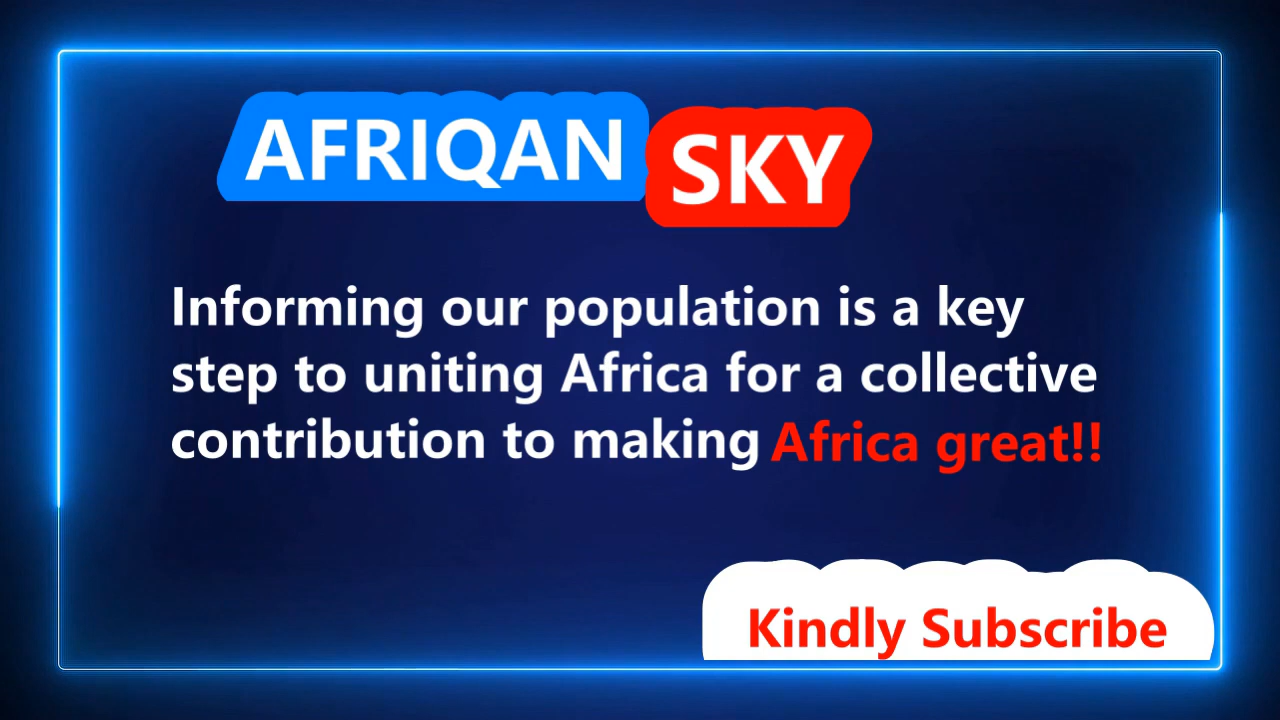 AFRIQAN SKY
Informing our population is a key
step to uniting Africa for a collective
contribution to making Africa great!!
Kindly Subscribe